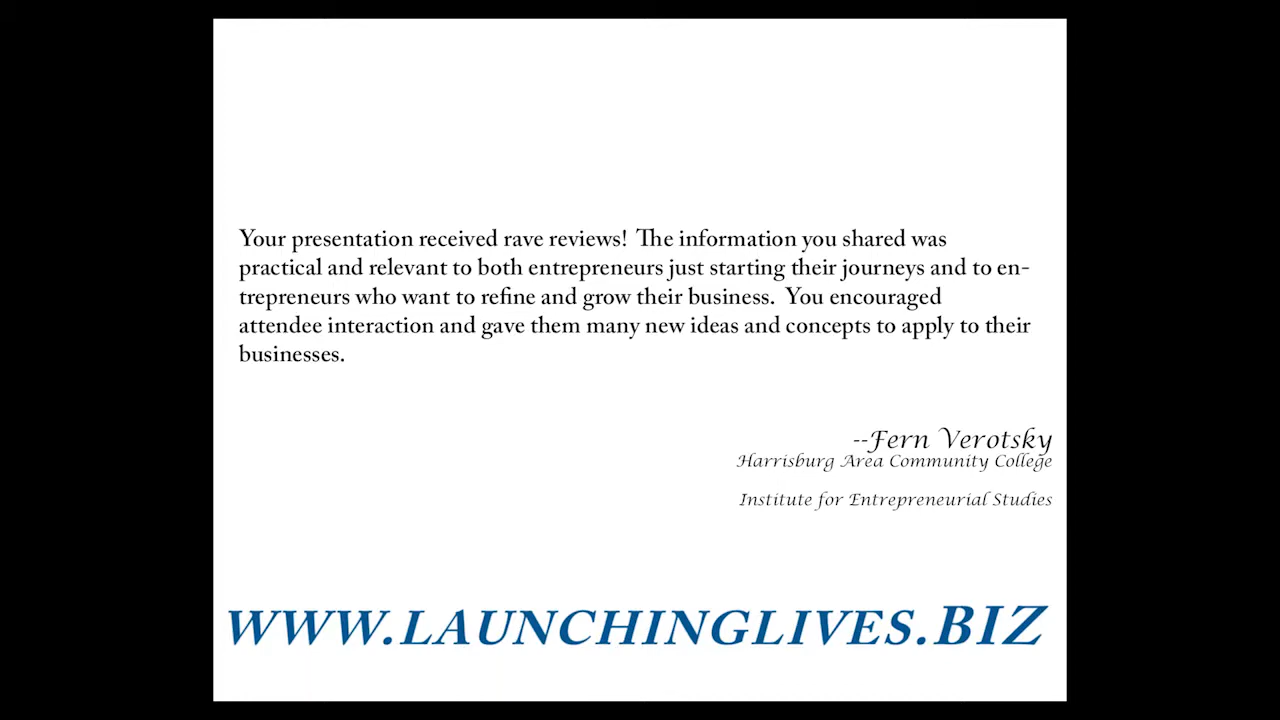 Your presentation received rave reviews!  The information you shared was
practical and relevant to both entrepreneurs just starting their journeys and to en-
trepreneurs who want to refine and grow their business.  You encouraged
attendee interaction and gave them many new ideas and concepts to apply to their
businesses.
--Fern Verotsky
Harrisburg Area Community College
Institute for Entrepreneurial Studies
WWW.LAUNCHINGLIVES.BIZ